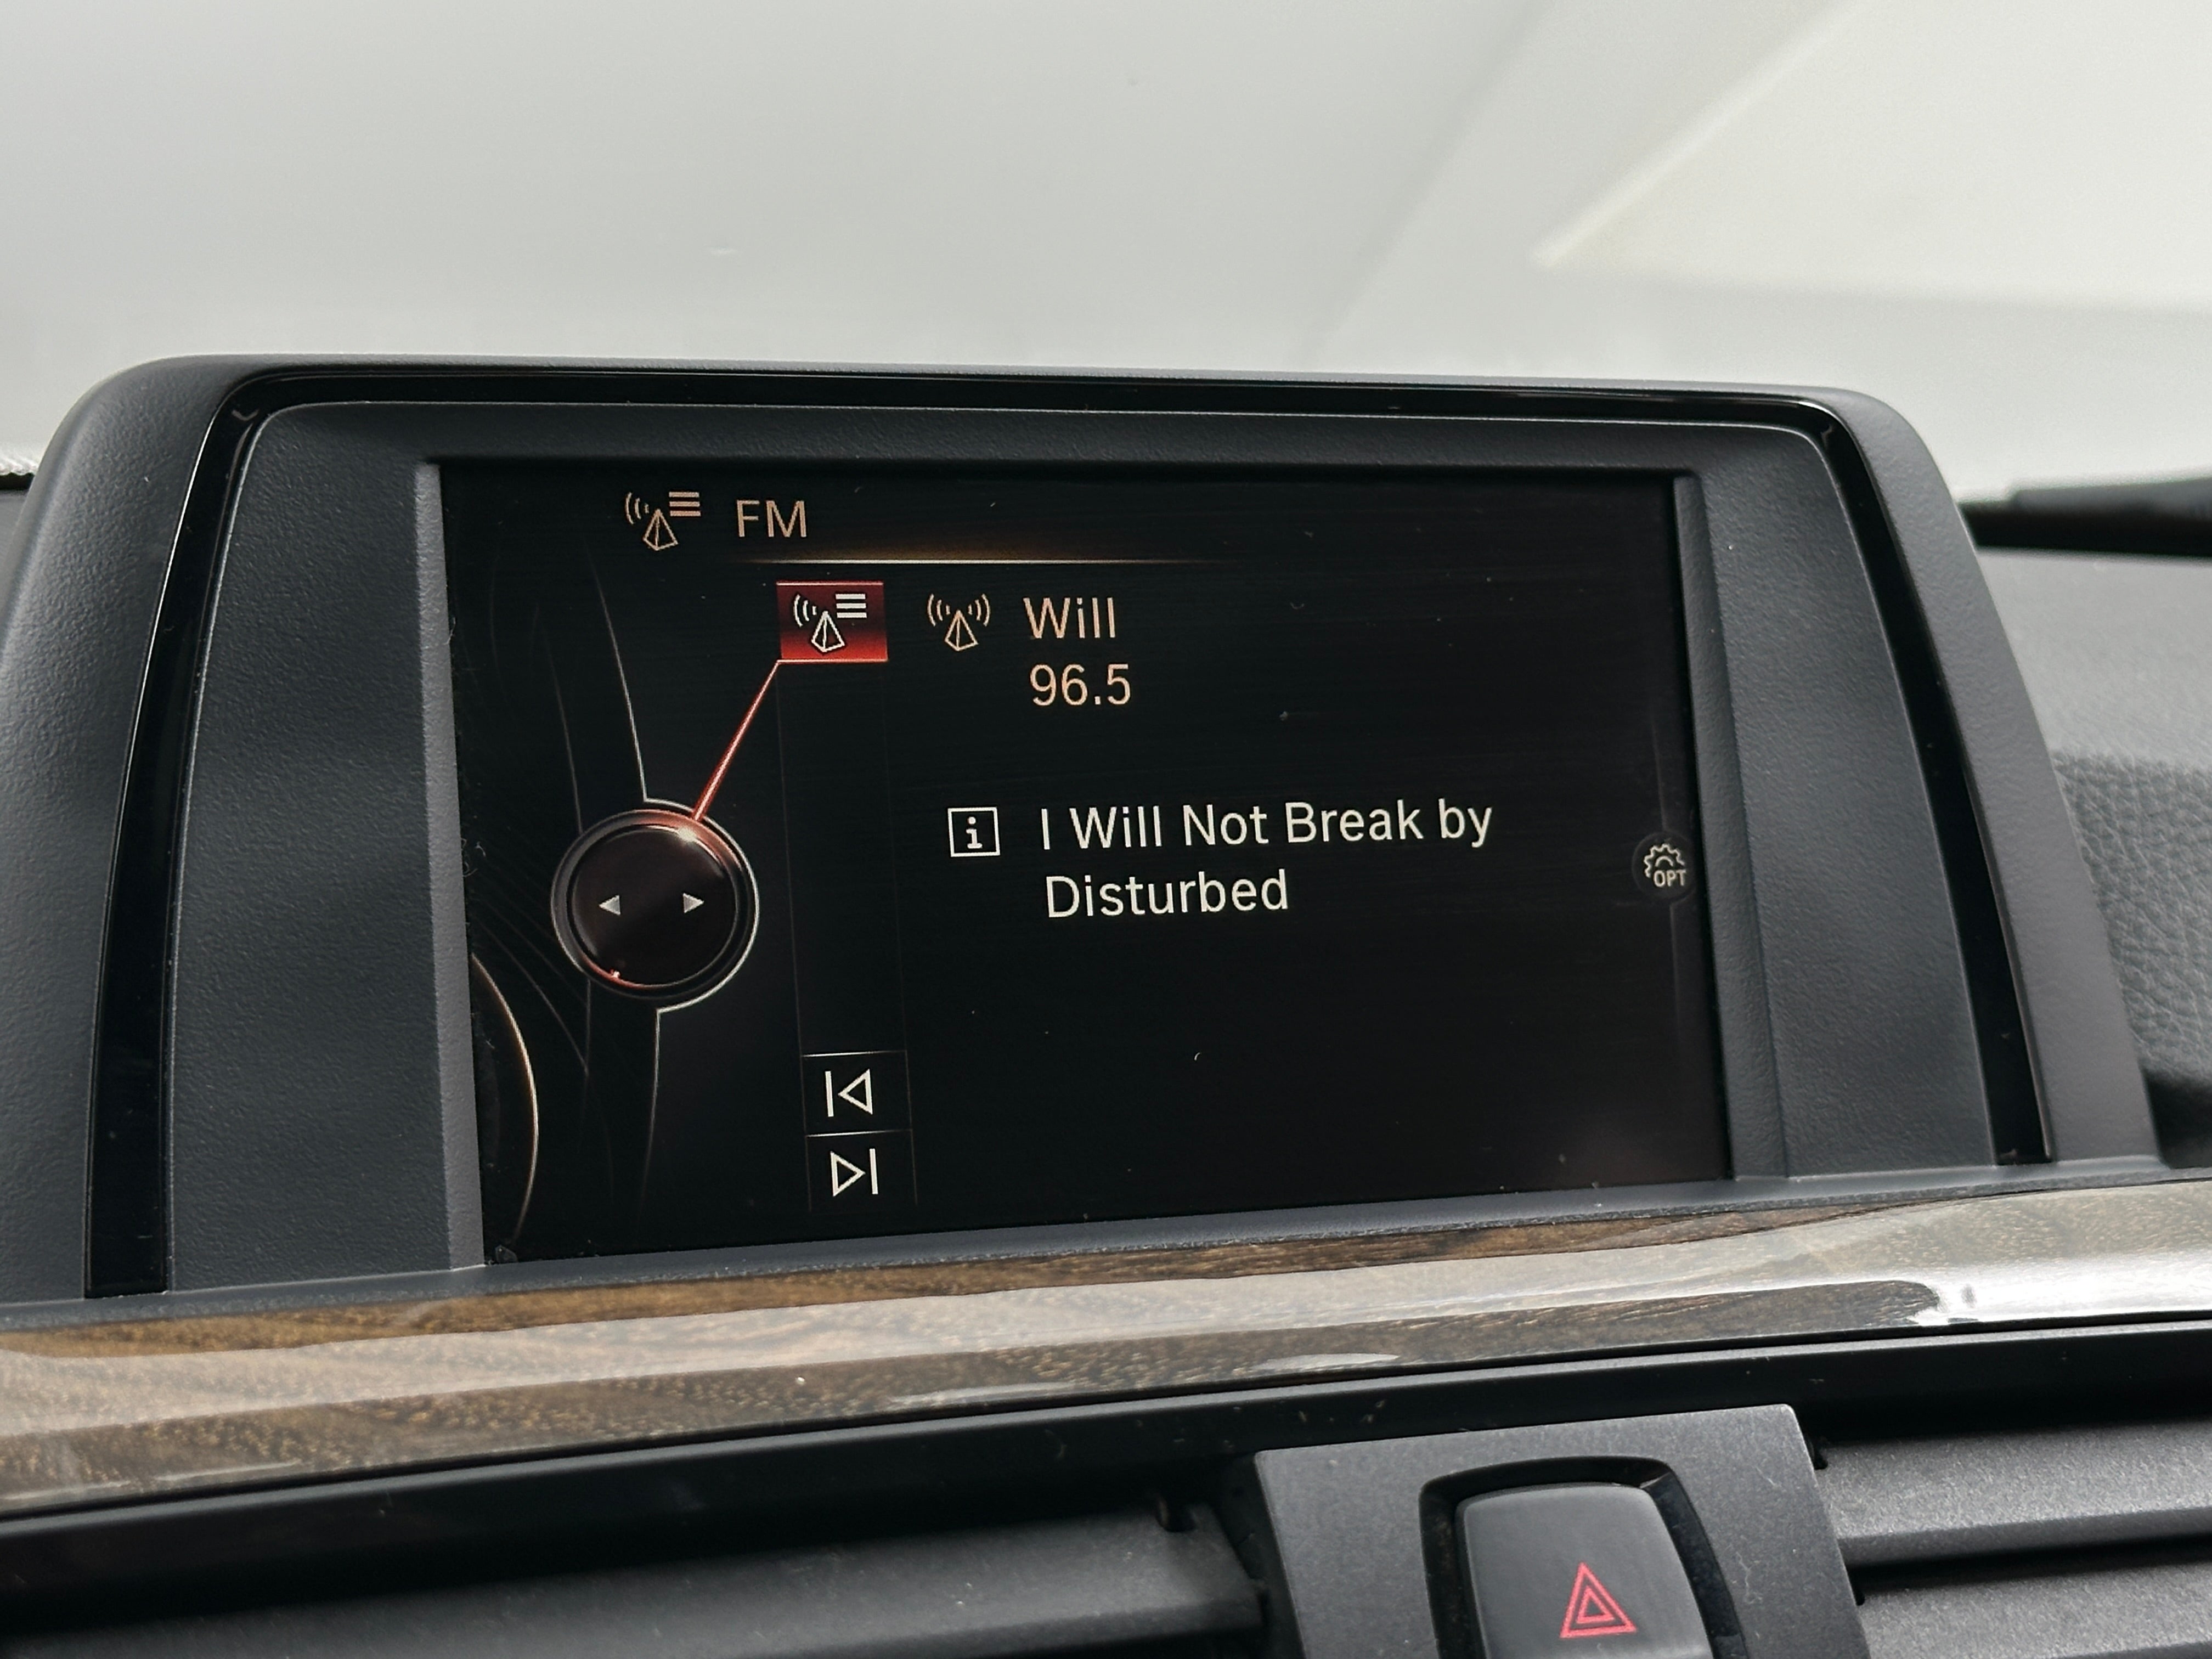 FM
Will
96.5
i I Will Not Break by
Disturbed
OPT